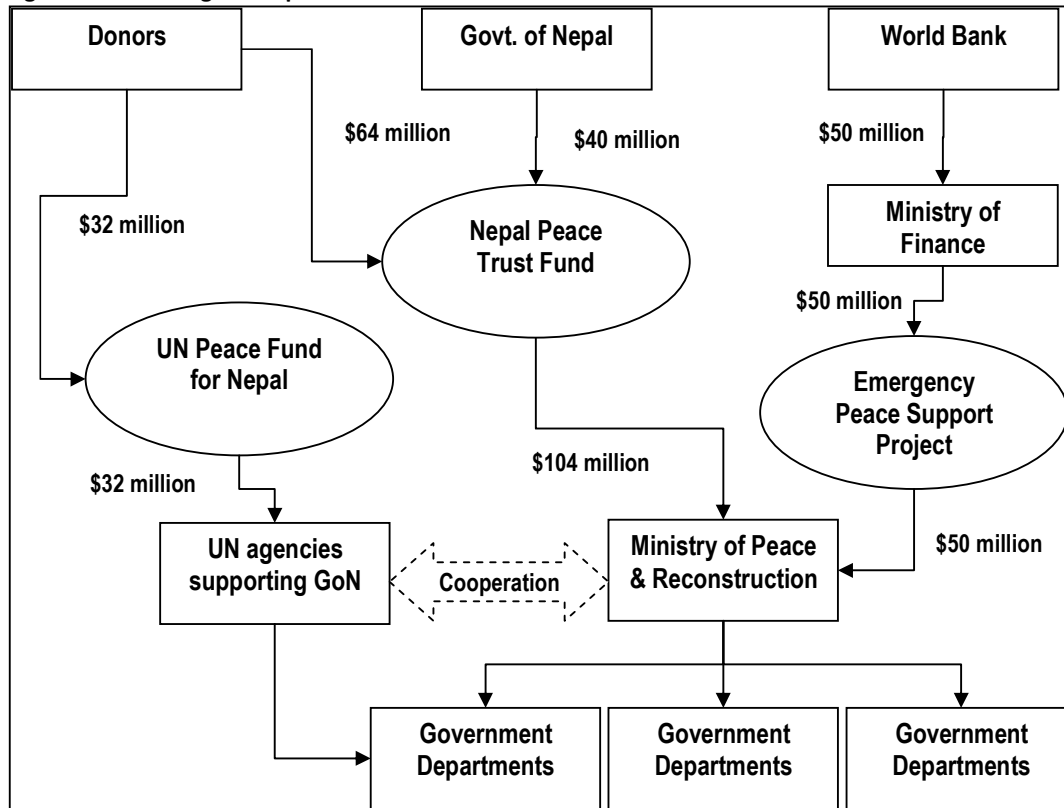 Donors
Govt. of Nepal
World Bank
$64 million
$40 million
$50 million
$32 million
Nepal Peace
Trust Fund
Ministry of
Finance
$50 million
UN Peace Fund
for Nepal
Emergency
Peace Support
Project
$32 million
$104 million
$50 million
UN agencies
supporting GoN
Cooperation
Ministry of Peace
& Reconstruction
Government
Departments
Government
Departments
Government
Departments